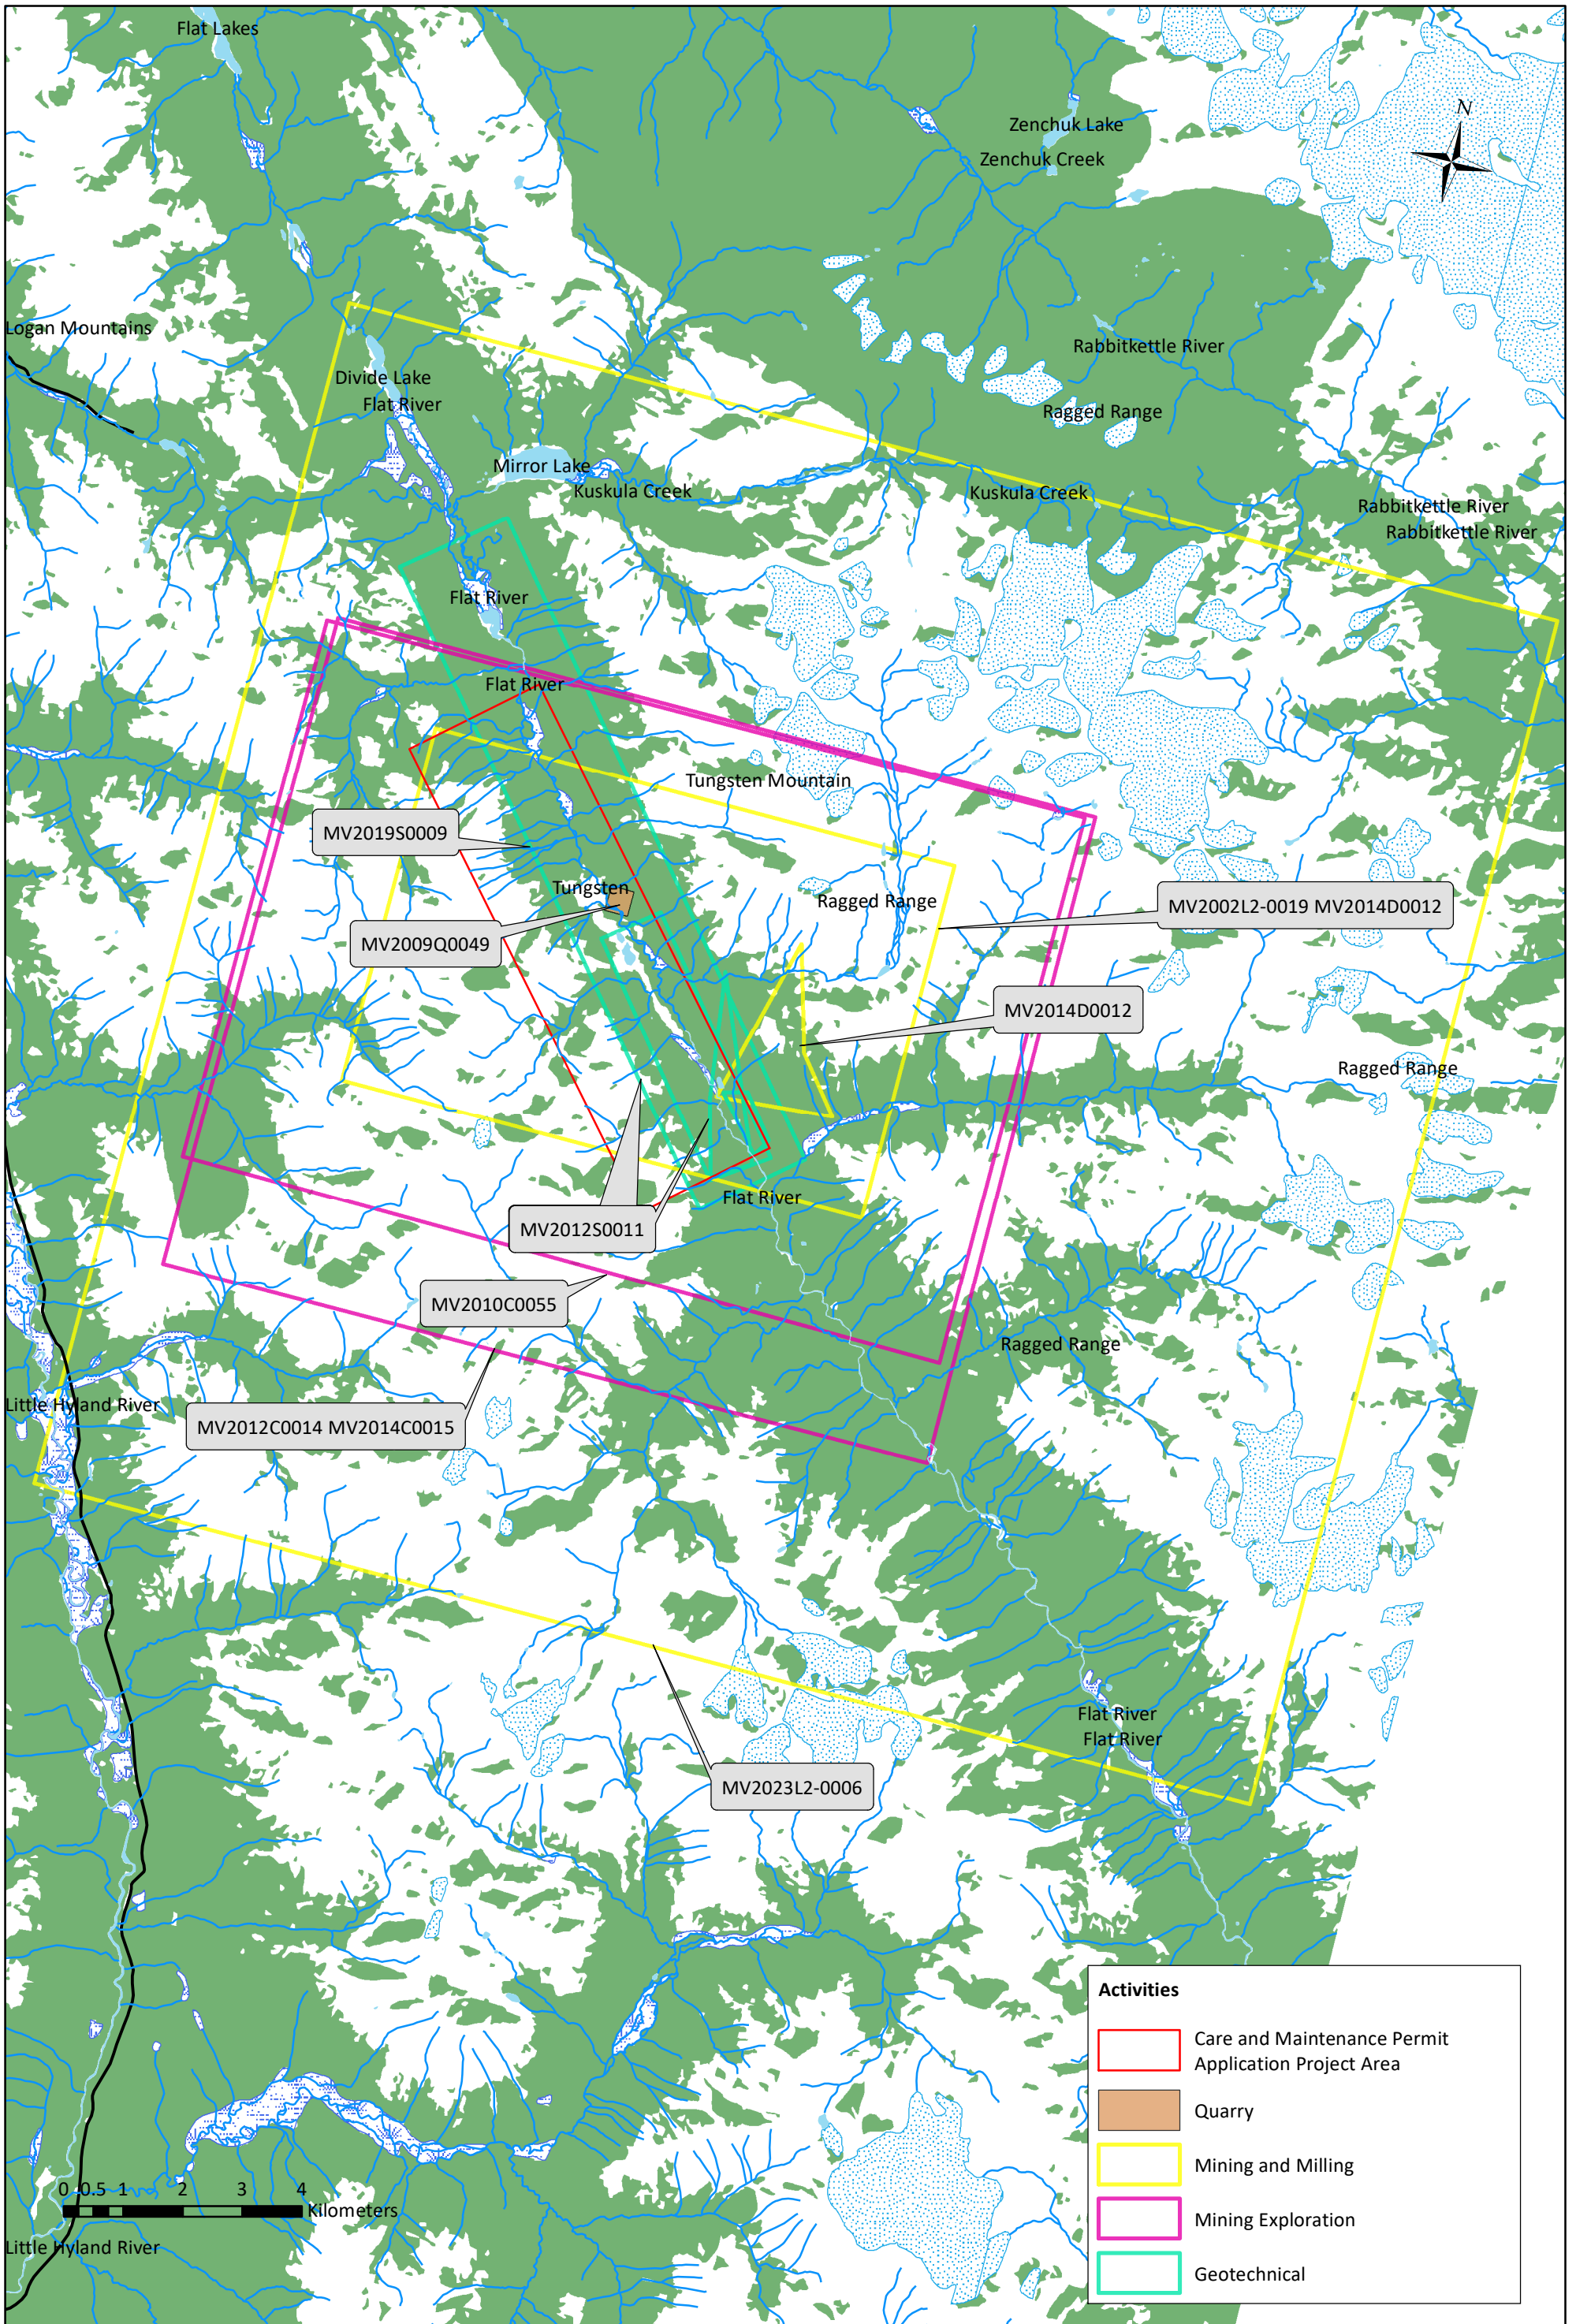 Flat Lakes
N
Zenchuk Lake
Zenchuk Creek
Logan Mountains
Rabbitkettle River
Divide Lake
Flat River
Ragged Range
Mirror Lake
Kuskula Creek
Kuskula Creek
Rabbitkettle River
Rabbitkettle River
Flat River
Flat River
Tungsten Mountain
MV2019S0009
Tungsten
Ragged Range
MV2002L2-0019 MV2014D0012
MV2009Q0049
MV2014D0012
Ragged Range
Flat River
MV2012S0011
MV2010C0055
Ragged Range
Little Hyland River
MV2012C0014 MV2014C0015
Flat River
Flat River
MV2023L2-0006
Activities
Care and Maintenance Permit
Application Project Area
Quarry
Mining and Milling
Mining Exploration
Geotechnical
0 0.5 1 2 3 4
Kilometers
Little Hyland River